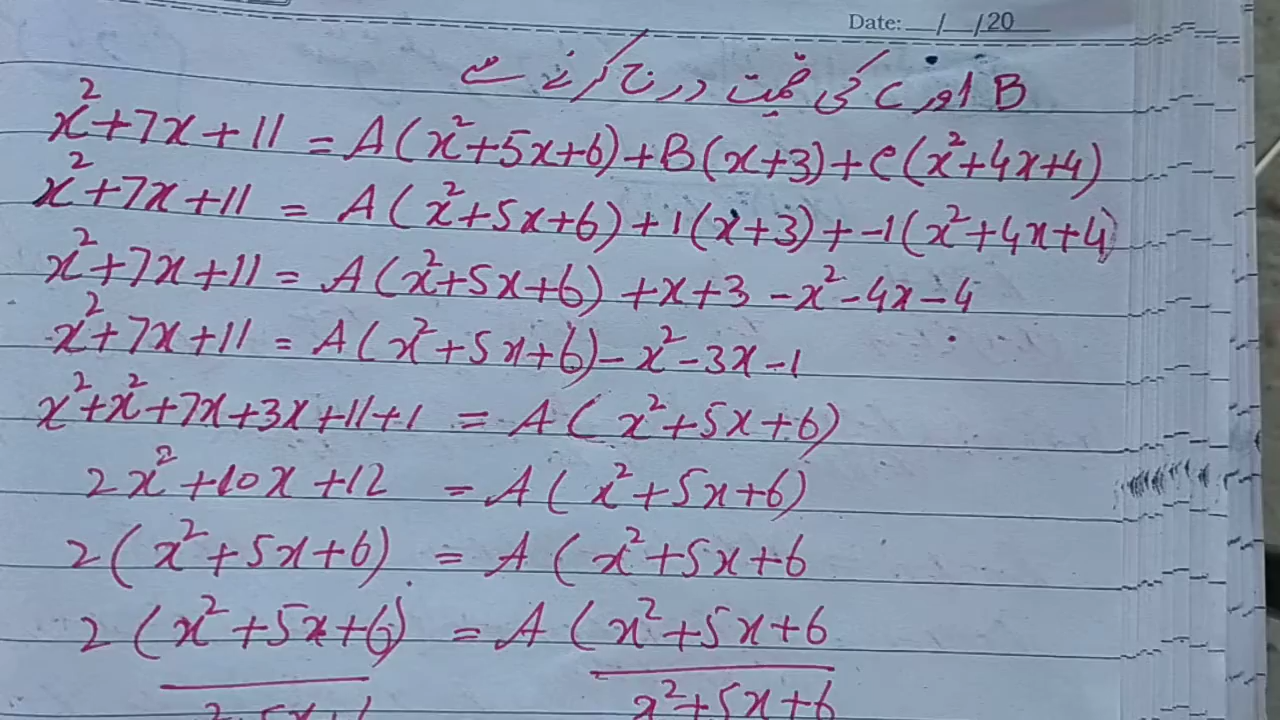 Date: __/__/20__
B اور C کی قیمت درج کرنے سے
x²+7x+11 = A(x²+5x+6)+B(x+3)+C(x²+4x+4)
x²+7x+11 = A(x²+5x+6)+1(x+3)+-1(x²+4x+4)
x²+7x+11 = A(x²+5x+6) +x+3 -x²-4x-4
x²+7x+11 = A(x²+5x+6)-x²-3x-1
x²+x²+7x+3x+11+1 = A(x²+5x+6)
2x²+10x+12 = A(x²+5x+6)
2(x²+5x+6) = A(x²+5x+6
2(x²+5x+6) = A(x²+5x+6
x²+5x+6